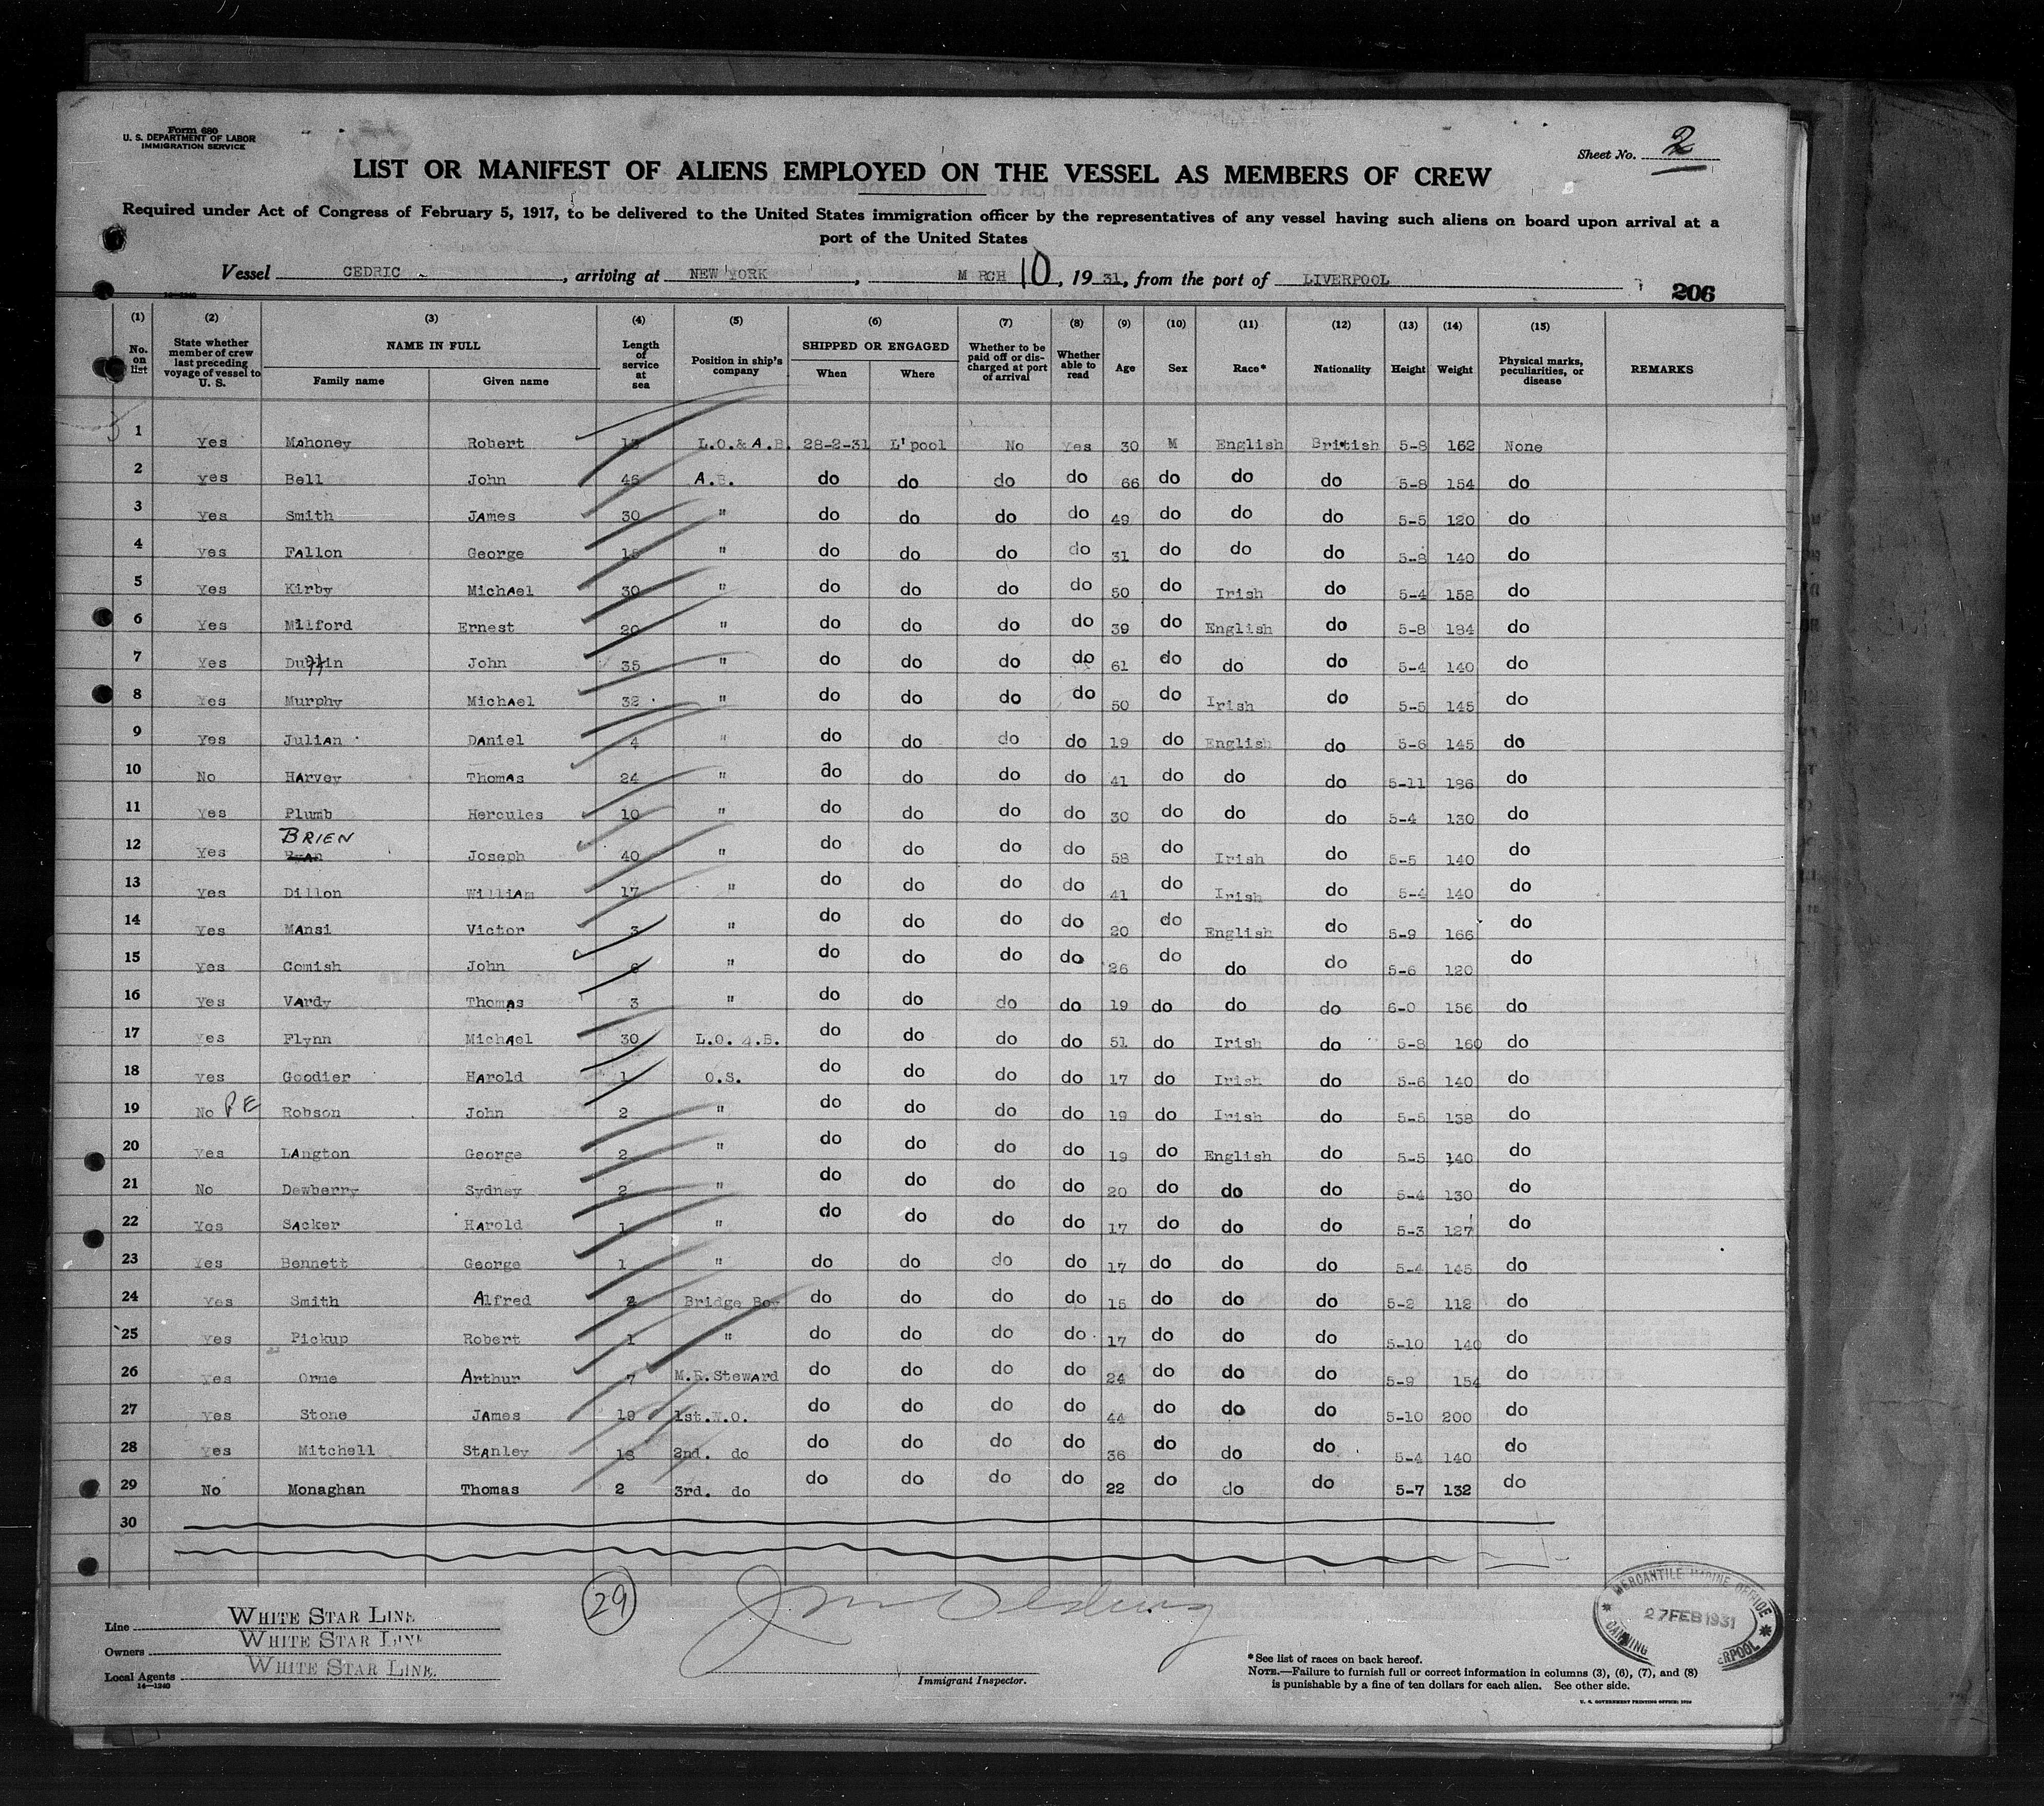 Form 680
U. S. DEPARTMENT OF LABOR
IMMIGRATION SERVICE
Sheet No. 2
LIST OR MANIFEST OF ALIENS EMPLOYED ON THE VESSEL AS MEMBERS OF CREW
Required under Act of Congress of February 5, 1917, to be delivered to the United States immigration officer by the representatives of any vessel having such aliens on board upon arrival at a
port of the United States
Vessel CEDRIC, arriving at NEW YORK, M RCH 10, 19 31, from the port of LIVERPOOL
206
(1) (2) (3) (4) (5) (6) (7) (8) (9) (10) (11) (12) (13) (14) (15)
No. on list State whether member of crew last preceding voyage of vessel to U. S. NAME IN FULL Family name Given name Length of service at sea Position in ship's company SHIPPED OR ENGAGED When Where Whether to be paid off or discharged at port of arrival Whether able to read Age Sex Race* Nationality Height Weight Physical marks, peculiarities, or disease REMARKS
1 Yes Mahoney Robert L.O.&A.B. 28-2-31 L'pool No Yes 30 M English British 5-8 162 None
2 Yes Bell John 46 A.B. do do do do 66 do do do 5-8 154 do
3 Yes Smith James 30 " do do do do 49 do do do 5-5 120 do
4 Yes Fallon George 15 " do do do do 31 do do do 5-8 140 do
5 Yes Kirby Michael 30 " do do do do 50 do Irish do 5-4 158 do
6 Yes Milford Ernest 20 " do do do do 39 do English do 5-8 184 do
7 Yes John 35 " do do do do 61 do do do 5-4 140 do
8 Yes Murphy Michael 32 " do do do do 50 do Irish do 5-5 145 do
9 Yes Julian Daniel 4 " do do do do 19 do English do 5-6 145 do
10 No Harvey Thomas 24 " do do do do 41 do do do 5-11 186 do
11 Yes Plumb Hercules 10 " do do do do 30 do do do 5-4 130 do
12 Yes BRIEN Ryan Joseph 40 " do do do do 58 do Irish do 5-5 140 do
13 Yes Dillon William 17 " do do do do 41 do Irish do 5-4 140 do
14 Yes Mansi Victor 3 " do do do do 20 do English do 5-9 166 do
15 Yes Comish John 6 " do do do do 26 do do do 5-6 120 do
16 Yes Vardy Thomas 3 " do do do do 19 do do do 6-0 156 do
17 Yes Flynn Michael 30 L.O. A.B. do do do do 51 do Irish do 5-8 160 do
18 Yes Goodier Harold 1 O.S. do do do do 17 do Irish do 5-6 140 do
19 No PE Robson John 2 " do do do do 19 do Irish do 5-5 138 do
20 Yes Langton George 2 " do do do do 19 do English do 5-5 140 do
21 No Dewberry Sydney 2 " do do do do 20 do do do 5-4 130 do
22 Yes Sacker Harold 1 " do do do do 17 do do do 5-3 127 do
23 Yes Bennett George 1 " do do do do 17 do do do 5-4 145 do
24 Yes Smith Alfred 2 Bridge Boy do do do do 15 do do do 5-2 112 do
25 Yes Pickup Robert 1 " do do do do 17 do do do 5-10 140 do
26 Yes Orme Arthur 7 M.R.Steward do do do do 24 do do do 5-9 154 do
27 Yes Stone James 19 1st.W.O. do do do do 44 do do do 5-10 200 do
28 Yes Mitchell Stanley 18 2nd. do do do do do 36 do do do 5-4 140 do
29 No Monaghan Thomas 2 3rd. do do do do do 22 do do do 5-7 132 do
30
29
Line WHITE STAR LINE
Owners WHITE STAR LINE
Local Agents WHITE STAR LINE.
14—1240
Immigrant Inspector.
*See list of races on back hereof.
NOTE.—Failure to furnish full or correct information in columns (3), (6), (7), and (8)
is punishable by a fine of ten dollars for each alien. See other side.
U. S. GOVERNMENT PRINTING OFFICE
MERCANTILE MARINE OFFICE
27 FEB 1931